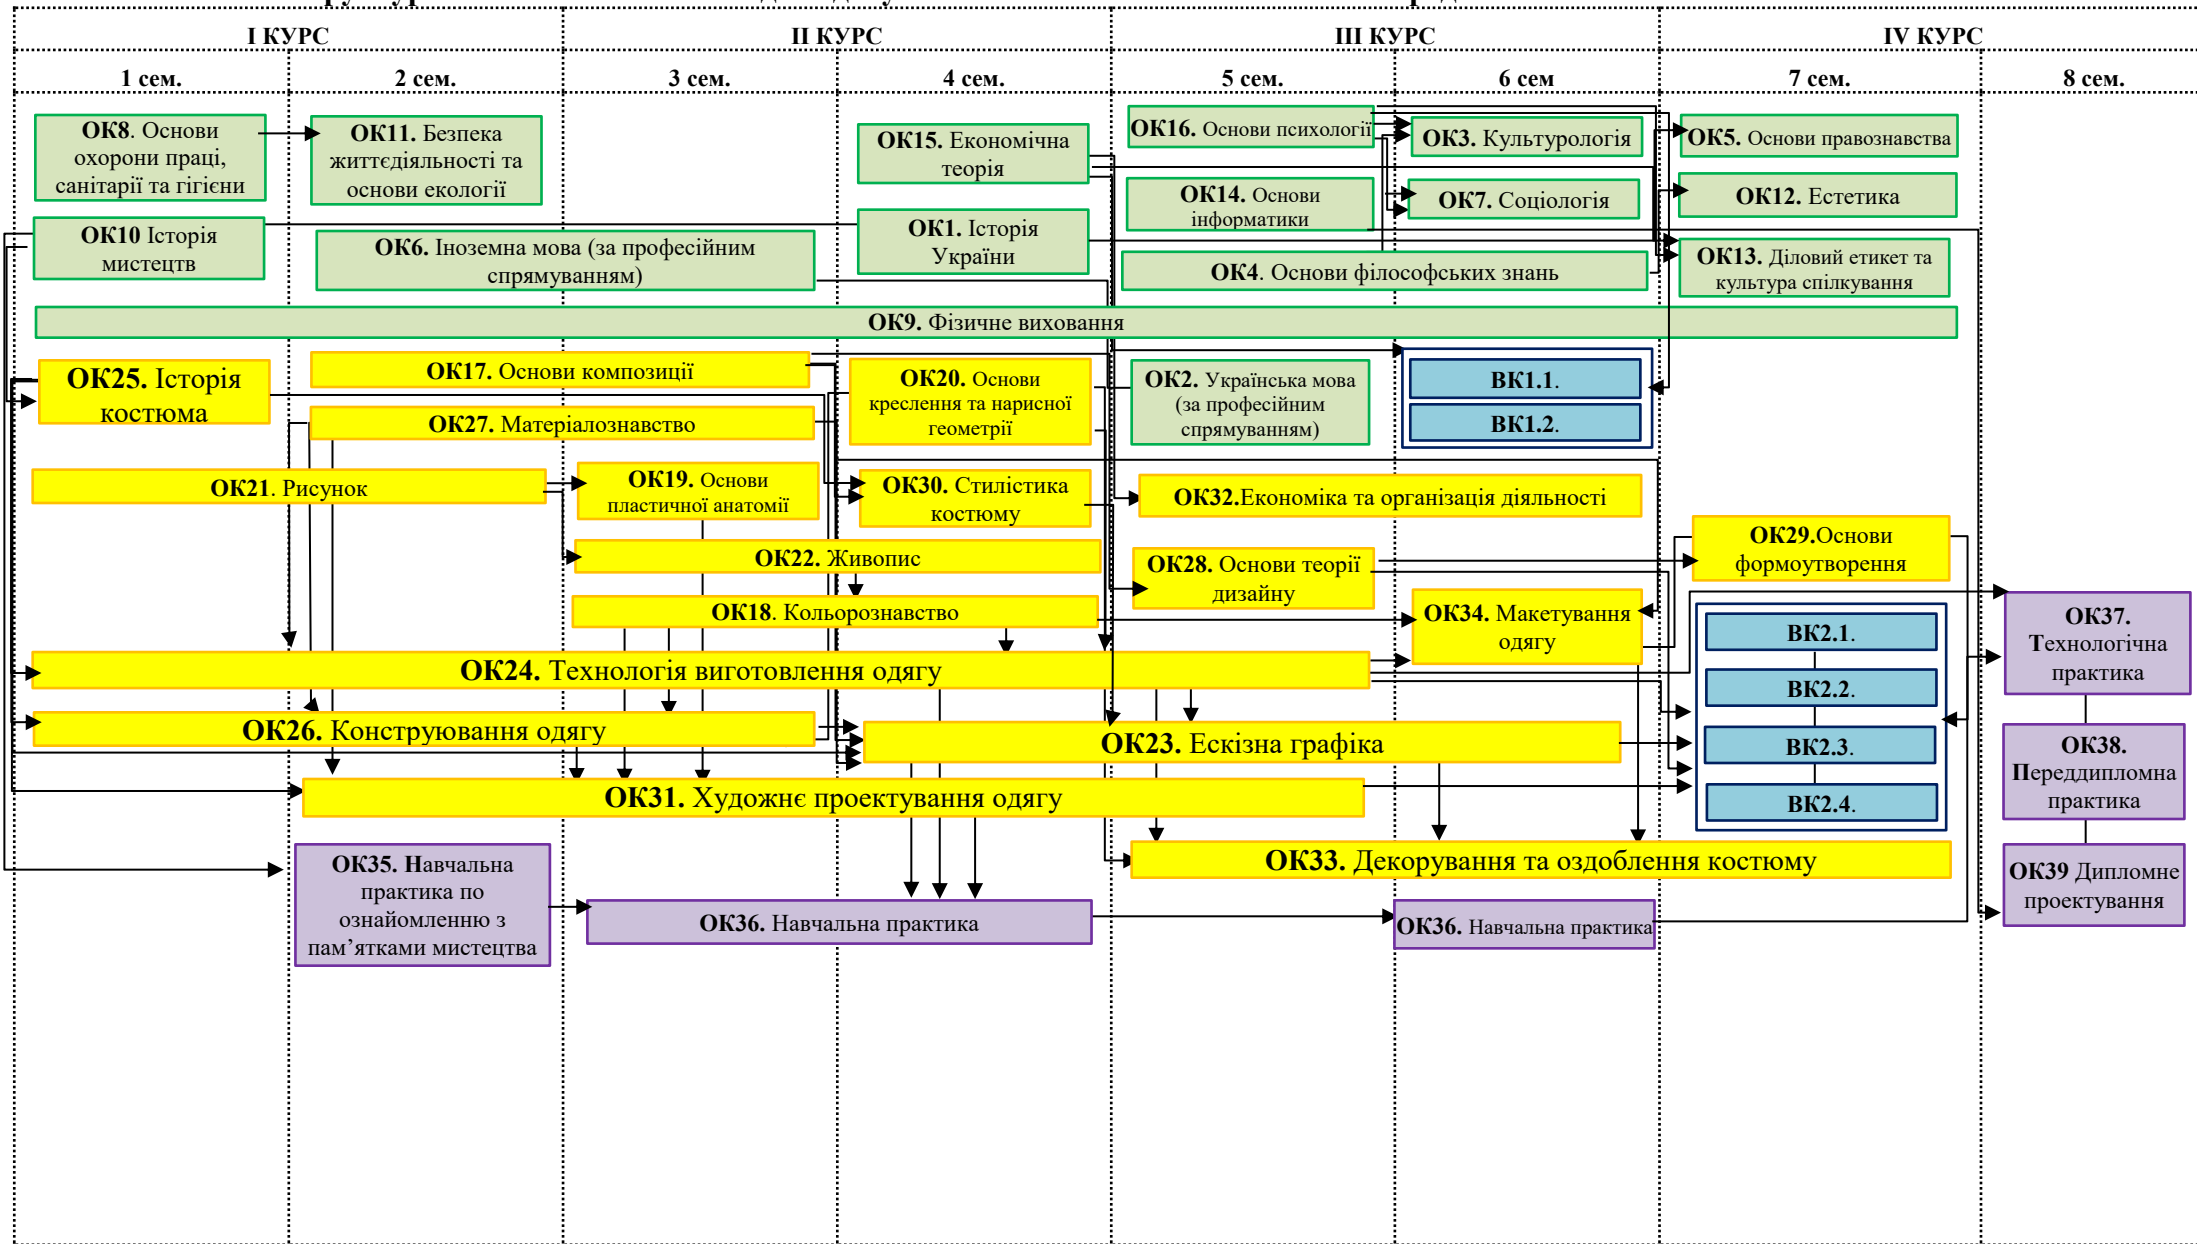 І КУРС
ІІ КУРС
ІІІ КУРС
ІV КУРС
1 сем.
2 сем.
3 сем.
4 сем.
5 сем.
6 сем
7 сем.
8 сем.
ОК8. Основи
охорони праці,
санітарії та гігієни
ОК11. Безпека
життєдіяльності та
основи екології
ОК15. Економічна
теорія
ОК16. Основи психології
ОК3. Культурологія
ОК5. Основи правознавства
ОК14. Основи
інформатики
ОК7. Соціологія
ОК12. Естетика
ОК10 Історія
мистецтв
ОК6. Іноземна мова (за професійним
спрямуванням)
ОК1. Історія
України
ОК4. Основи філософських знань
ОК13. Діловий етикет та
культура спілкування
ОК9. Фізичне виховання
ОК25. Історія
костюма
ОК17. Основи композиції
ОК20. Основи
креслення та нарисної
геометрії
ОК2. Українська мова
(за професійним
спрямуванням)
ВК1.1.
ВК1.2.
ОК27. Матеріалознавство
ОК21. Рисунок
ОК19. Основи
пластичної анатомії
ОК30. Стилістика
костюму
ОК32.Економіка та організація діяльності
ОК29.Основи
формоутворення
ОК22. Живопис
ОК28. Основи теорії
дизайну
ОК18. Кольорознавство
ОК34. Макетування
одягу
ВК2.1.
ВК2.2.
ВК2.3.
ВК2.4.
ОК37.
Технологічна
практика
ОК24. Технологія виготовлення одягу
ОК26. Конструювання одягу
ОК23. Ескізна графіка
ОК38.
Переддипломна
практика
ОК31. Художнє проектування одягу
ОК35. Навчальна
практика по
ознайомленню з
пам’ятками мистецтва
ОК33. Декорування та оздоблення костюму
ОК39 Дипломне
проектування
ОК36. Навчальна практика
ОК36. Навчальна практика